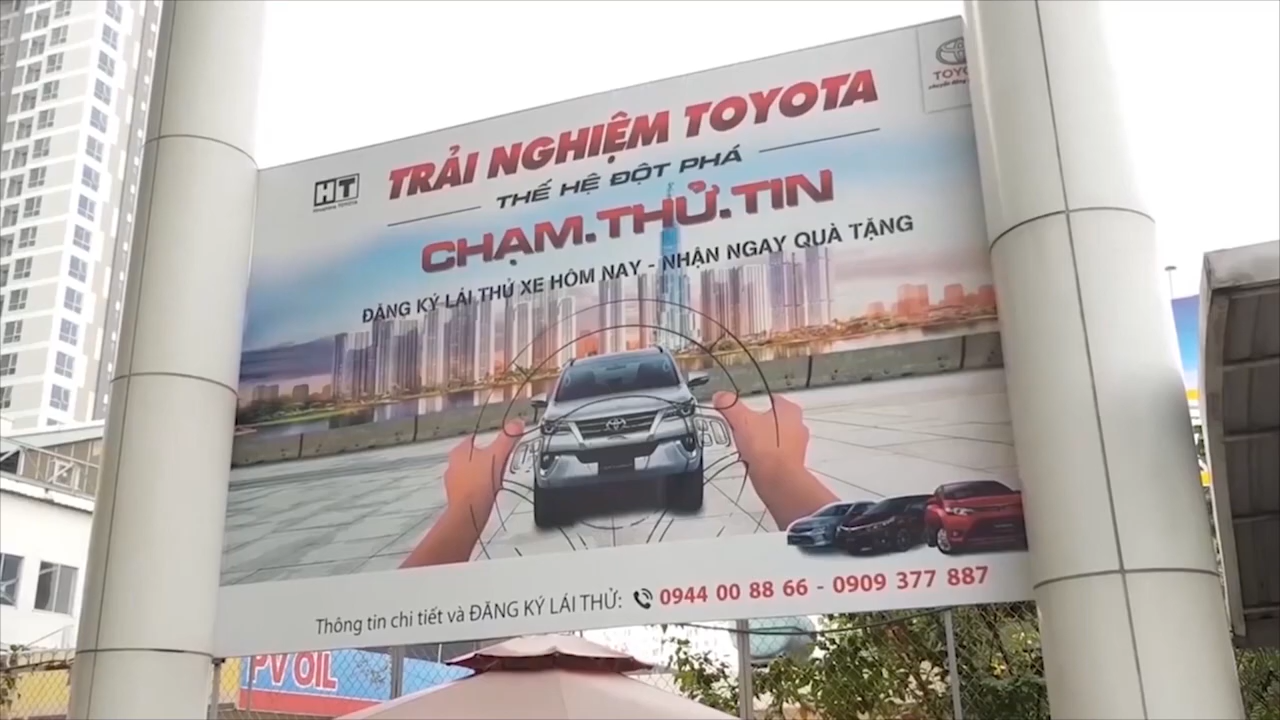 TRẢI NGHIỆM TOYOTA
THẾ HỆ ĐỘT PHÁ
CHẠM.THỬ.TIN
ĐĂNG KÝ LÁI THỬ XE HÔM NAY - NHẬN NGAY QUÀ TẶNG
HT
Thông tin chi tiết và ĐĂNG KÝ LÁI THỬ: 0944 00 88 66 - 0909 377 887
PV OIL